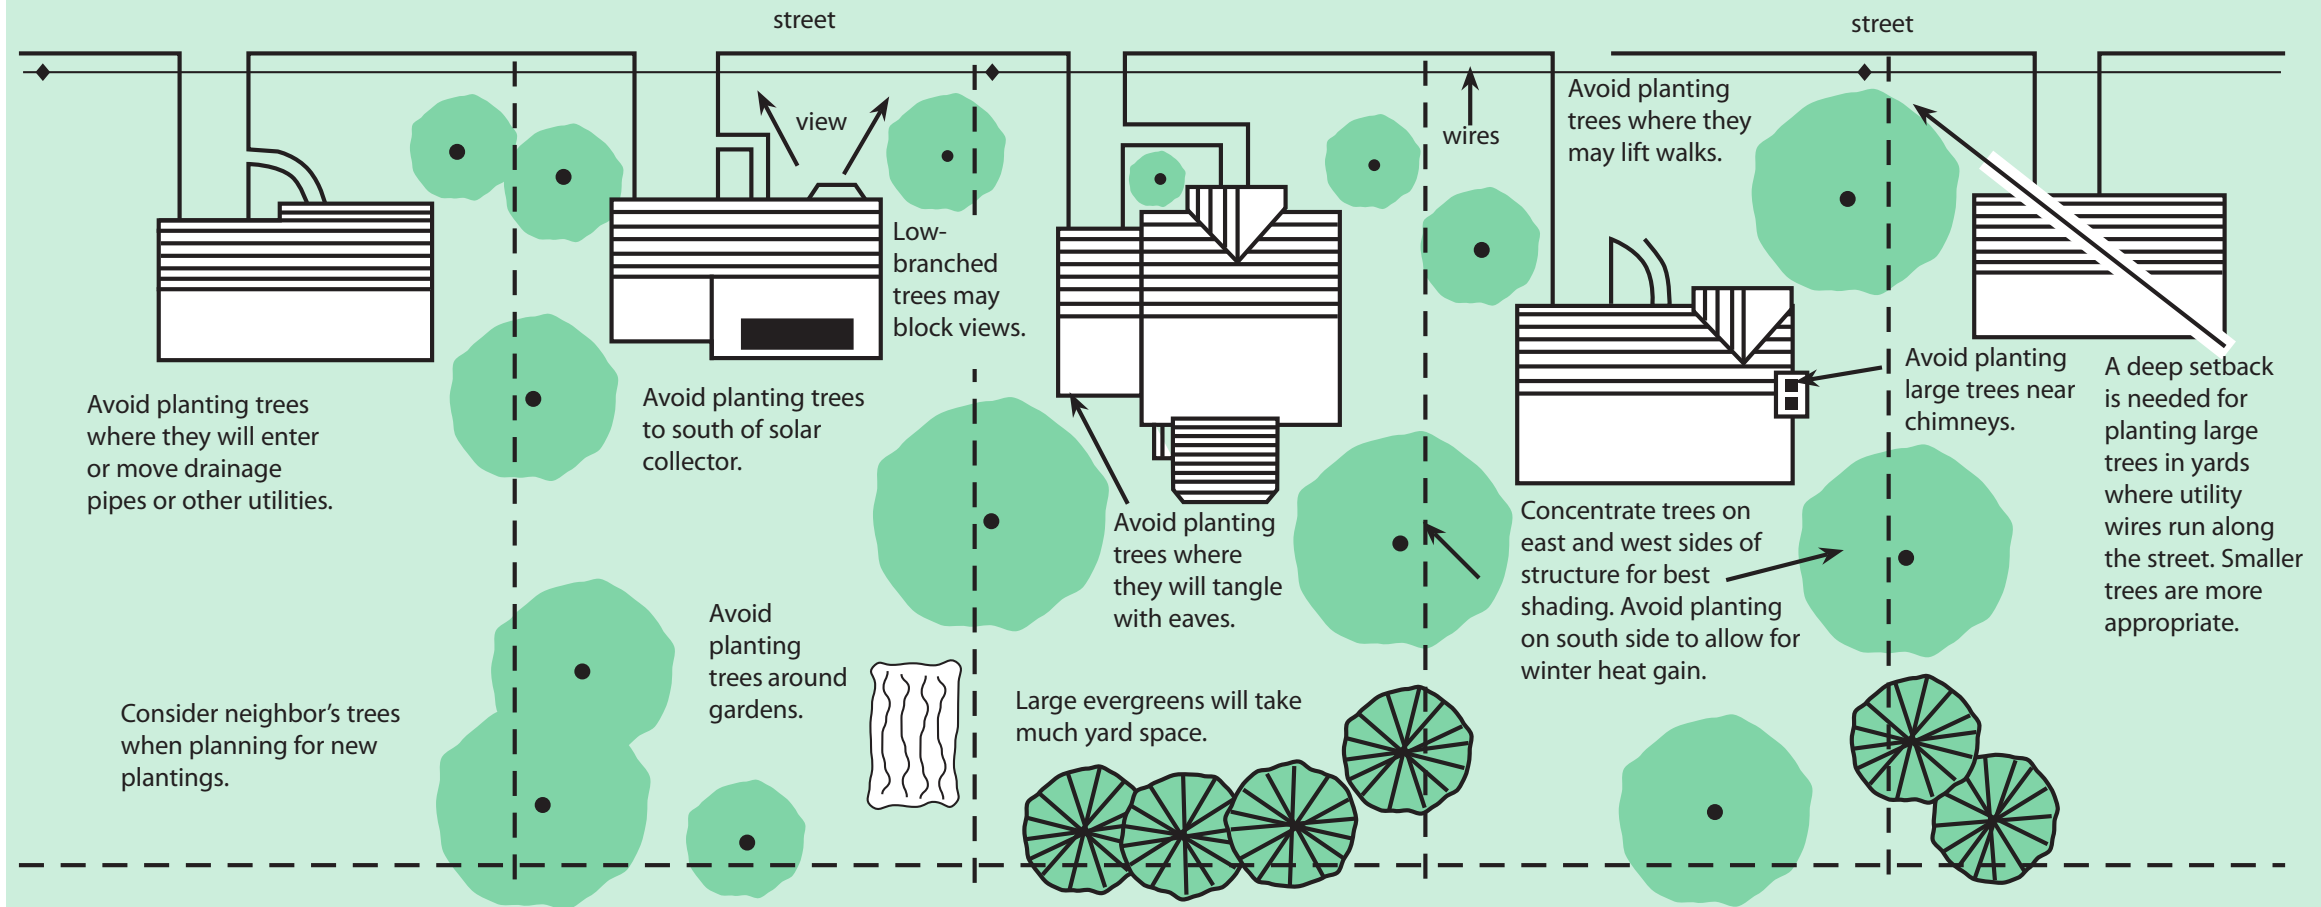 street
street
view
wires
Avoid planting
trees where they
may lift walks.
Low-
branched
trees may
block views.
Avoid planting trees
where they will enter
or move drainage
pipes or other utilities.
Avoid planting trees
to south of solar
collector.
Avoid planting
large trees near
chimneys.
A deep setback
is needed for
planting large
trees in yards
where utility
wires run along
the street. Smaller
trees are more
appropriate.
Avoid planting
trees where
they will tangle
with eaves.
Concentrate trees on
east and west sides of
structure for best
shading. Avoid planting
on south side to allow for
winter heat gain.
Avoid
planting
trees around
gardens.
Consider neighbor’s trees
when planning for new
plantings.
Large evergreens will take
much yard space.